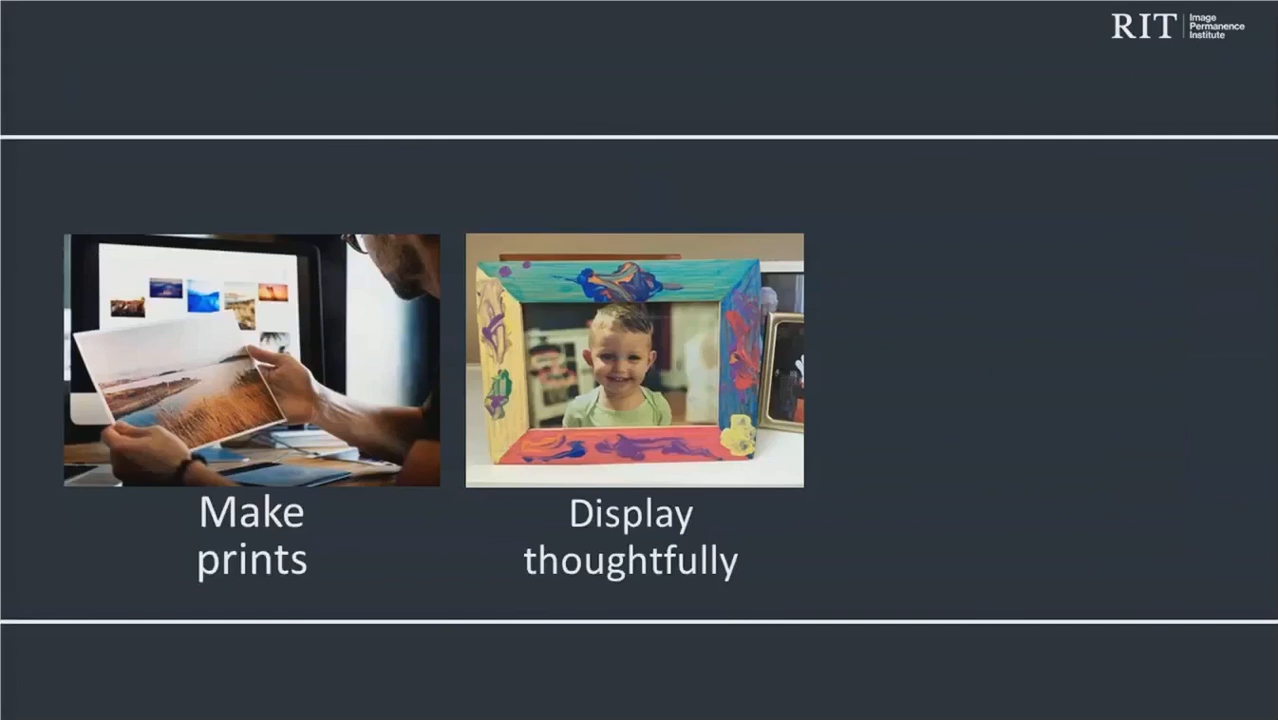 RIT
Image
Permanence
Institute
Make
prints
Display
thoughtfully